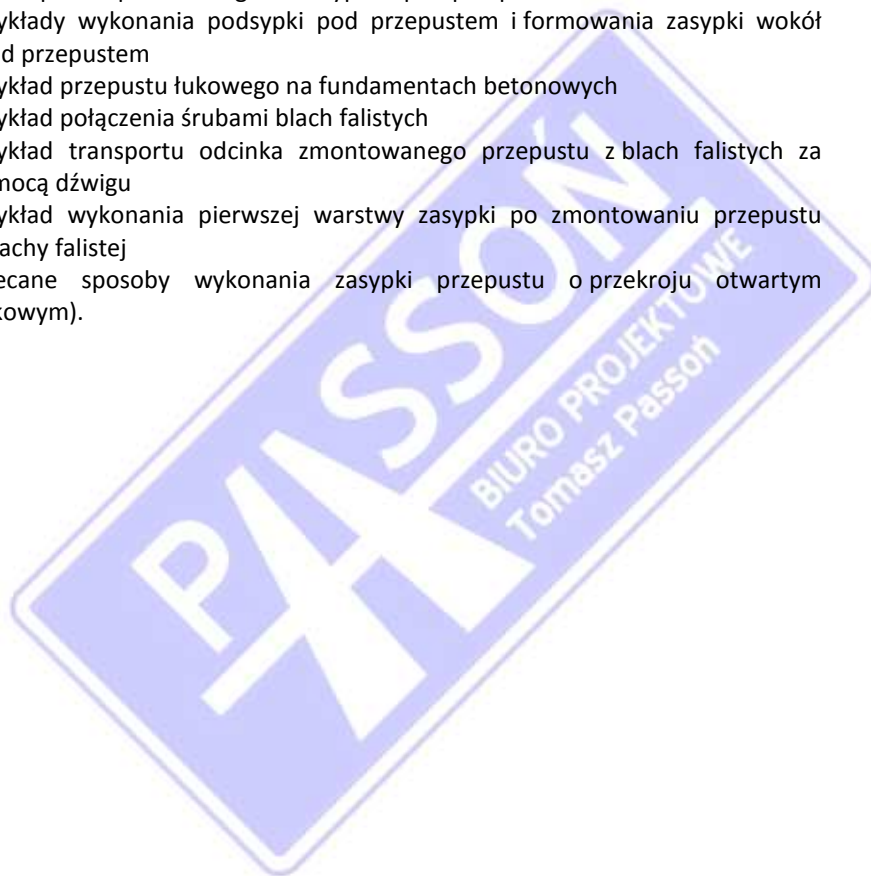 ykłady wykonania podsypki pod przepustem i formowania zasypki wokół
d przepustem
ykład przepustu łukowego na fundamentach betonowych
ykład połączenia śrubami blach falistych
ykład transportu odcinka zmontowanego przepustu z blach falistych za
mocą dźwigu
ykład wykonania pierwszej warstwy zasypki po zmontowaniu przepustu
achy falistej
ecane sposoby wykonania zasypki przepustu o przekroju otwartym
kowym).
PASSOŃ
BIURO PROJEKTOWE
Tomasz Passoń